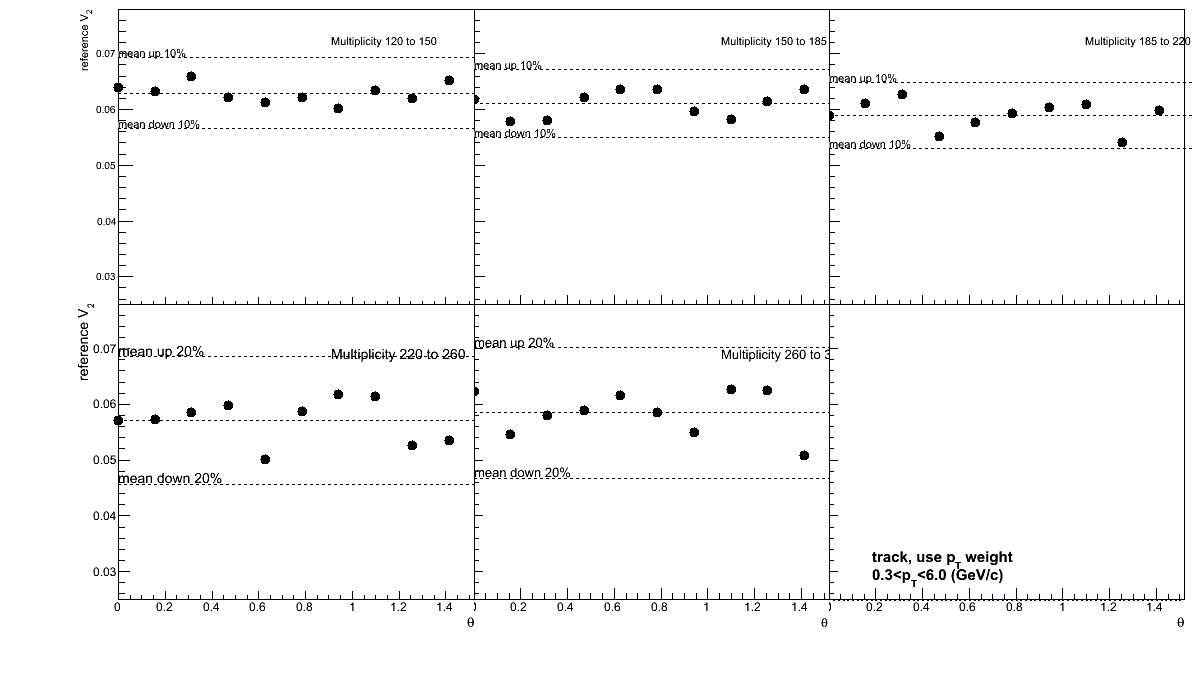 reference V2
Multiplicity 120 to 150
Multiplicity 150 to 185
Multiplicity 185 to 220
mean up 10%
mean up 10%
mean up 10%
mean down 10%
mean down 10%
mean down 10%
0.07
0.06
0.05
0.04
0.03
reference V2
mean up 20%
Multiplicity 220 to 260
mean up 20%
Multiplicity 260 to 3
mean down 20%
mean down 20%
0.07
0.06
0.05
0.04
0.03
track, use pT weight
0.3<pT<6.0 (GeV/c)
0 0.2 0.4 0.6 0.8 1 1.2 1.4
0.2 0.4 0.6 0.8 1 1.2 1.4
0.2 0.4 0.6 0.8 1 1.2 1.4
θ θ θ